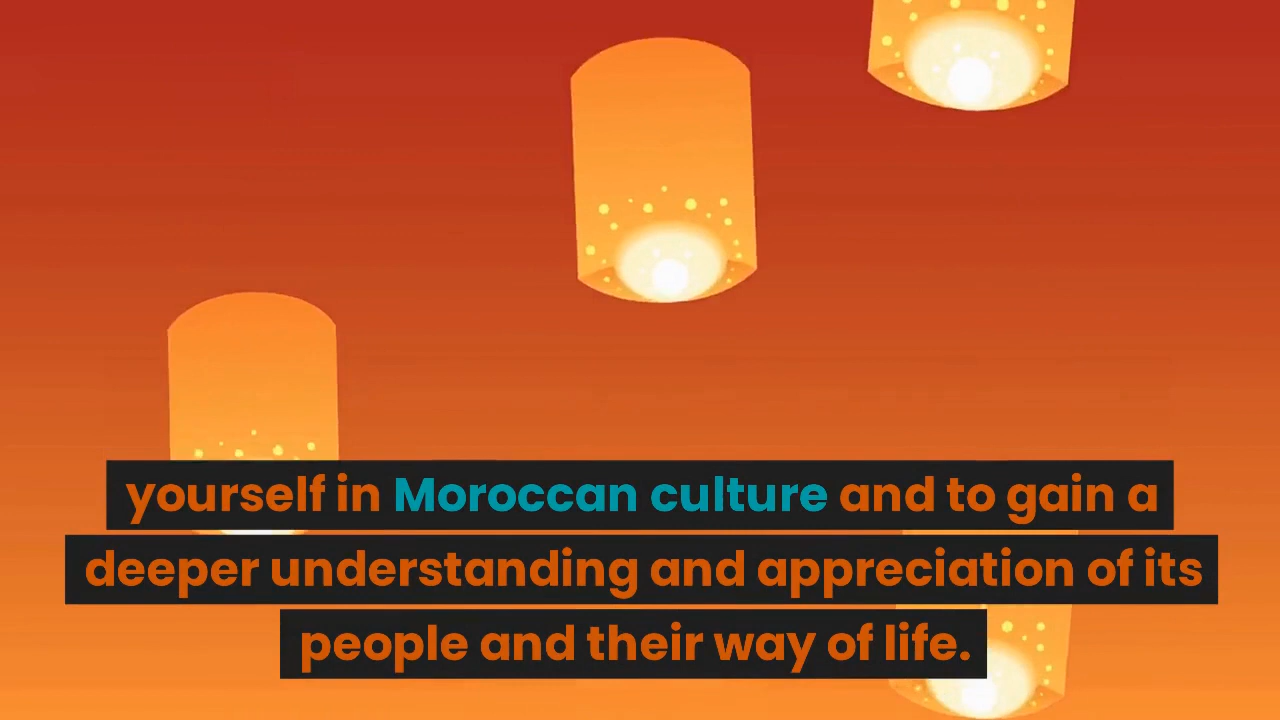 yourself in Moroccan culture and to gain a
deeper understanding and appreciation of its
people and their way of life.